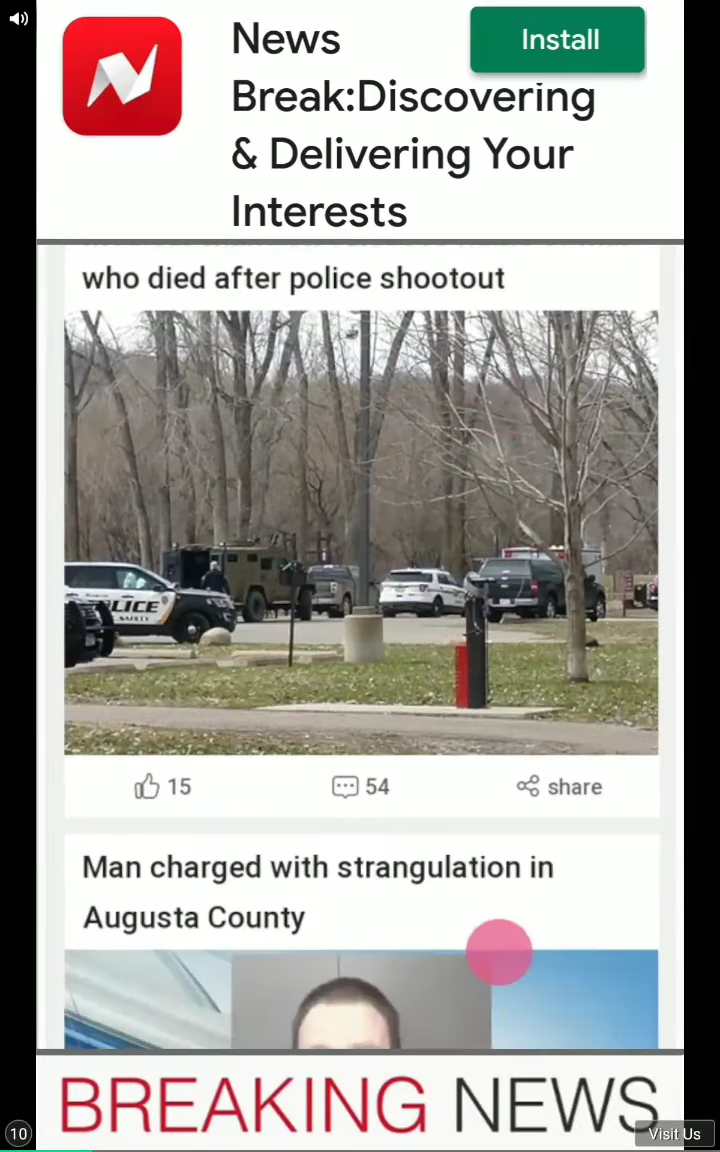 News
Install
Break:Discovering
& Delivering Your
Interests
who died after police shootout
15
54
share
Man charged with strangulation in
Augusta County
BREAKING NEWS
10
Visit Us